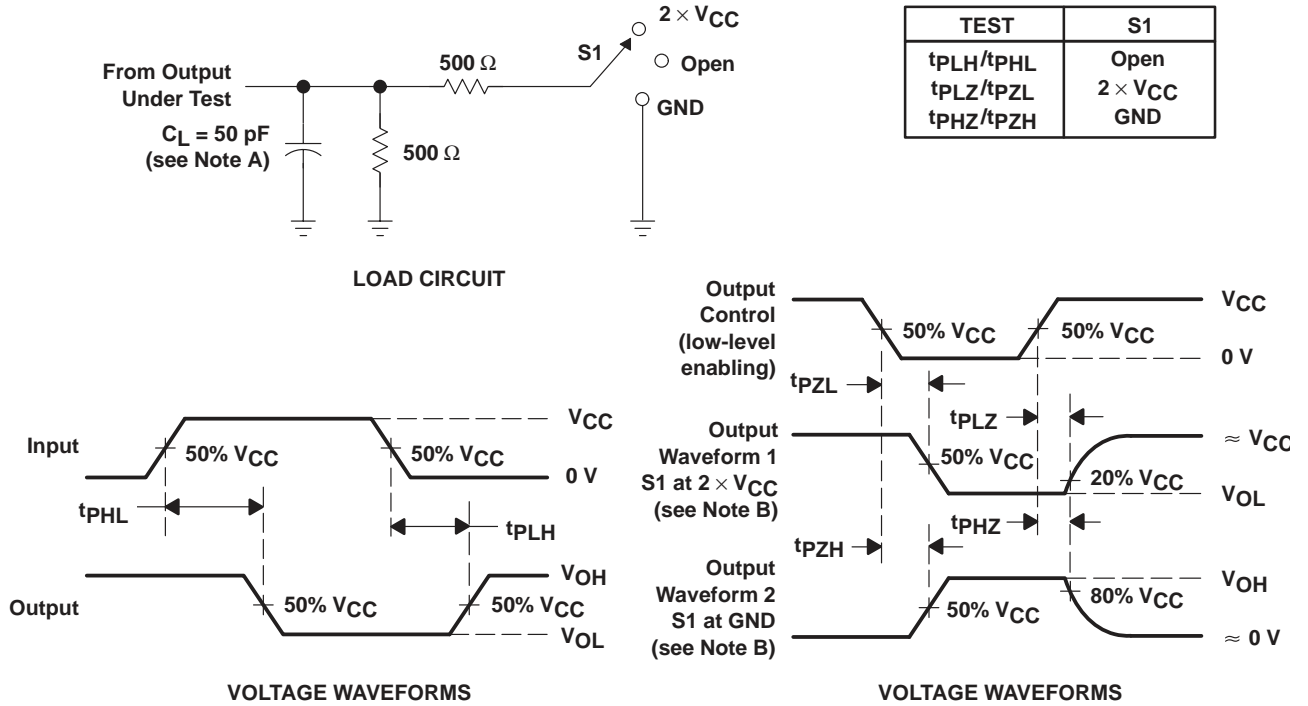 2 × VCC
S1
Open
GND
500 Ω
From Output
Under Test
CL = 50 pF
(see Note A)
500 Ω
LOAD CIRCUIT
TEST S1
tPLH/tPHL Open
tPLZ/tPZL 2 × VCC
tPHZ/tPZH GND
Input
VCC
50% VCC
50% VCC
0 V
tPHL
tPLH
Output
VOH
50% VCC
50% VCC
VOL
VOLTAGE WAVEFORMS
Output
Control
(low-level
enabling)
VCC
50% VCC
50% VCC
0 V
tPZL
tPLZ
Output
Waveform 1
S1 at 2 × VCC
(see Note B)
≈ VCC
50% VCC
20% VCC
VOL
tPHZ
tPZH
Output
Waveform 2
S1 at GND
(see Note B)
VOH
50% VCC
80% VCC
≈ 0 V
VOLTAGE WAVEFORMS